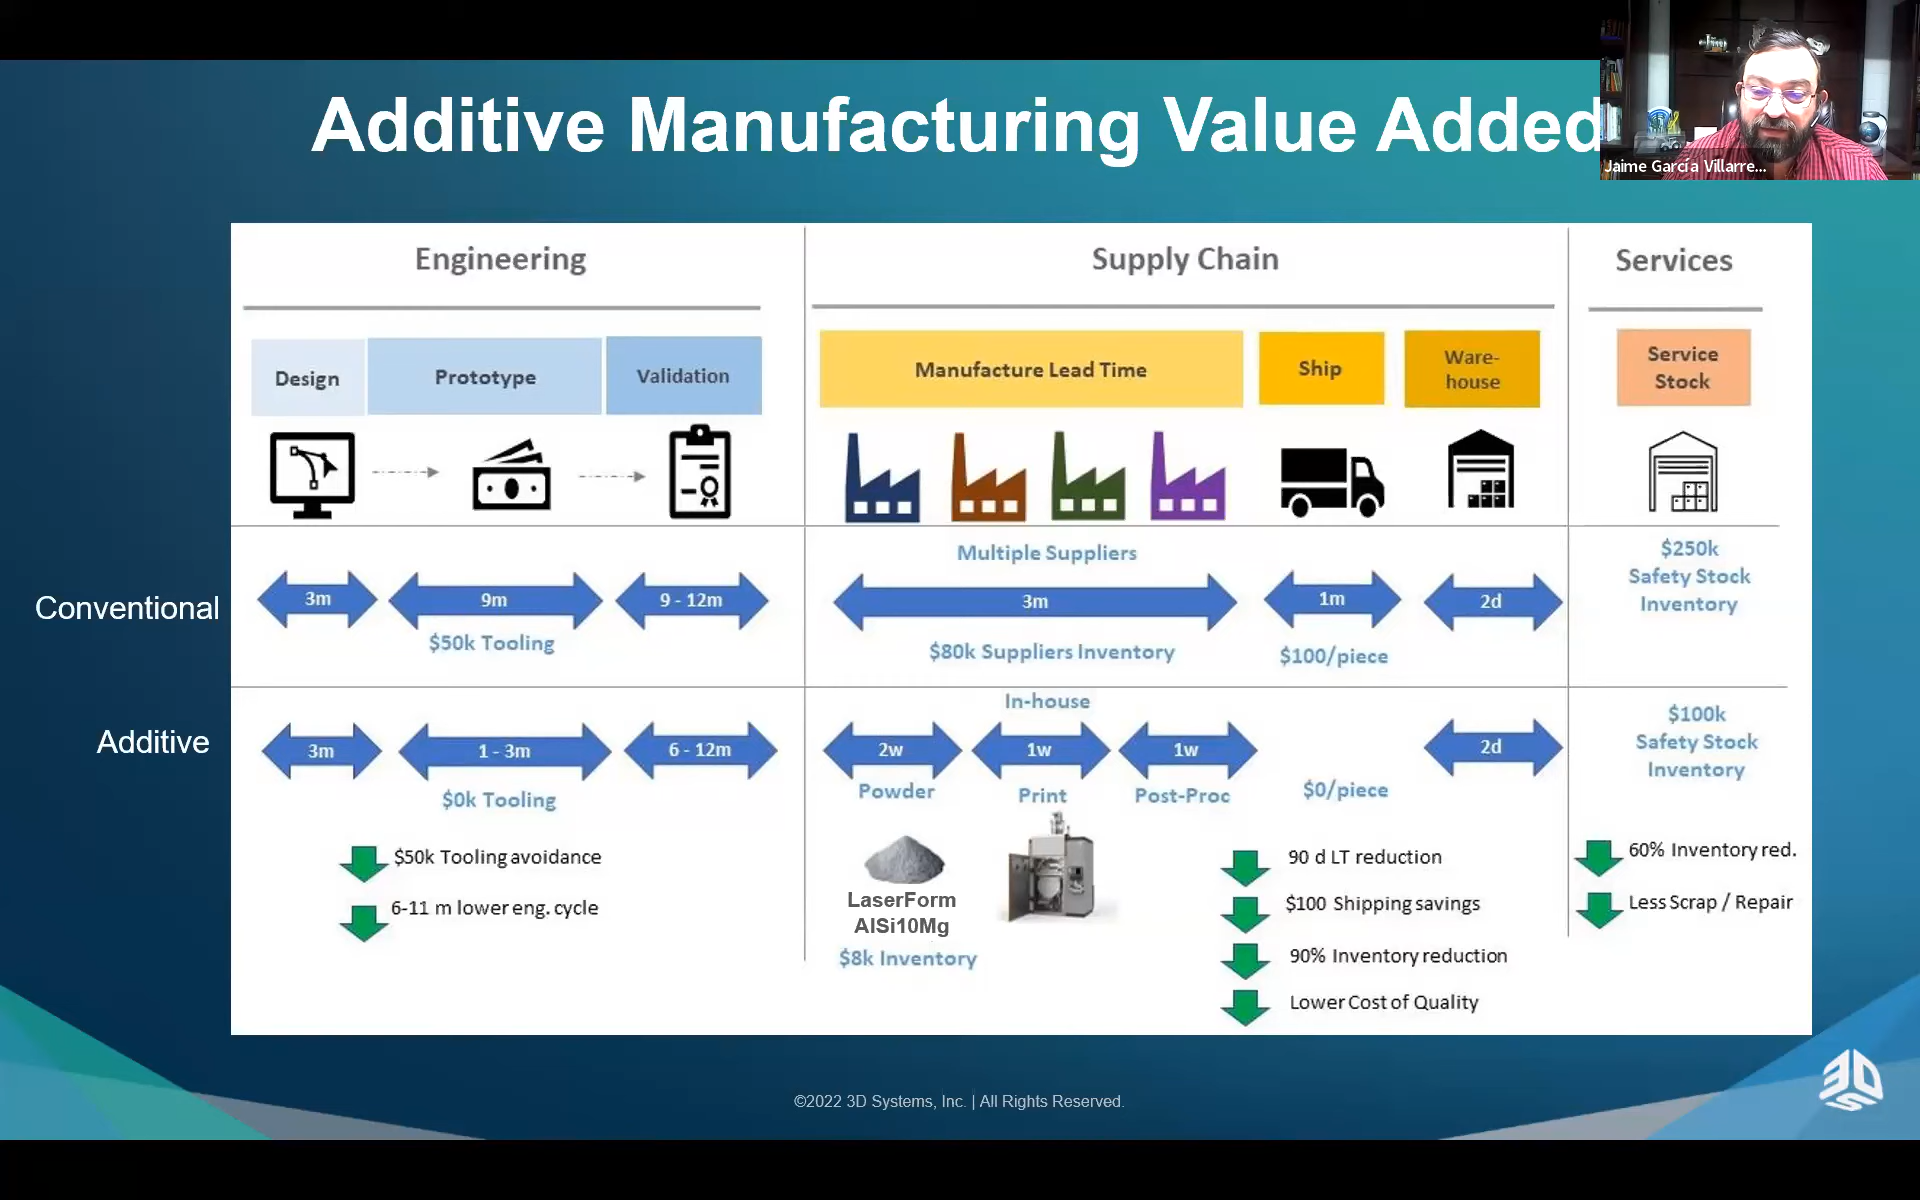 Additive Manufacturing Value Added
Jaime García Villarre...
Engineering
Supply Chain
Services
Design
Prototype
Validation
Manufacture Lead Time
Ship
Ware-
house
Service
Stock
Conventional
3m
9m
9 - 12m
$50k Tooling
Multiple Suppliers
3m
$80k Suppliers Inventory
1m
$100/piece
2d
$250k
Safety Stock
Inventory
Additive
3m
1 - 3m
6 - 12m
$0k Tooling
In-house
2w
1w
1w
Powder
Print
Post-Proc
$0/piece
2d
$100k
Safety Stock
Inventory
$50k Tooling avoidance
6-11 m lower eng. cycle
LaserForm
AlSi10Mg
$8k Inventory
90 d LT reduction
$100 Shipping savings
90% Inventory reduction
Lower Cost of Quality
60% Inventory red.
Less Scrap / Repair
©2022 3D Systems, Inc. | All Rights Reserved.
3DS